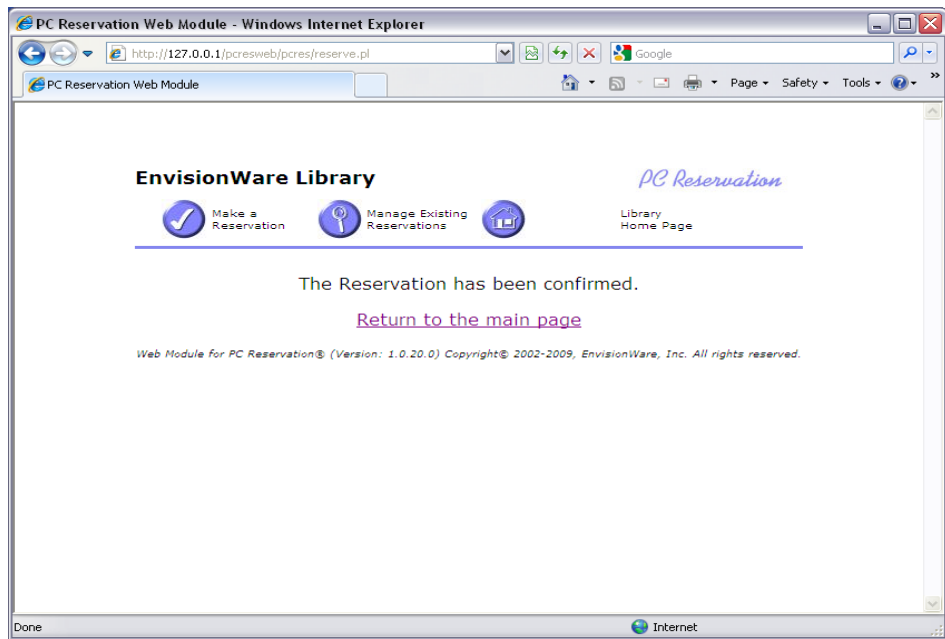 PC Reservation Web Module - Windows Internet Explorer
http://127.0.0.1/pcresweb/pcres/reserve.pl
Google
PC Reservation Web Module
Page
Safety
Tools
»
EnvisionWare Library
PC Reservation
Make a
Reservation
Manage Existing
Reservations
Library
Home Page
The Reservation has been confirmed.
Return to the main page
Web Module for PC Reservation® (Version: 1.0.20.0) Copyright© 2002-2009, EnvisionWare, Inc. All rights reserved.
Done
Internet